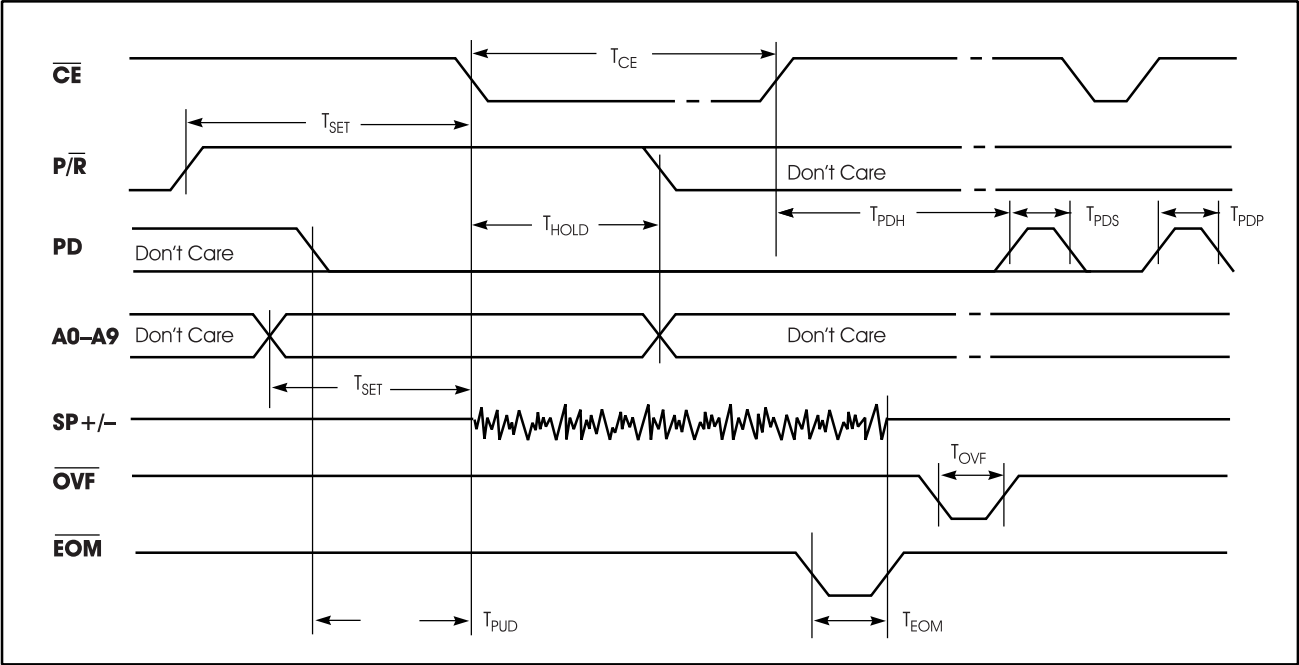 CE
T_CE
T_SET
P/R
Don't Care
T_HOLD
T_PDH
T_PDS
T_PDP
PD
Don't Care
A0–A9
Don't Care
Don't Care
T_SET
SP+/–
T_OVF
OVF
EOM
T_PUD
T_EOM